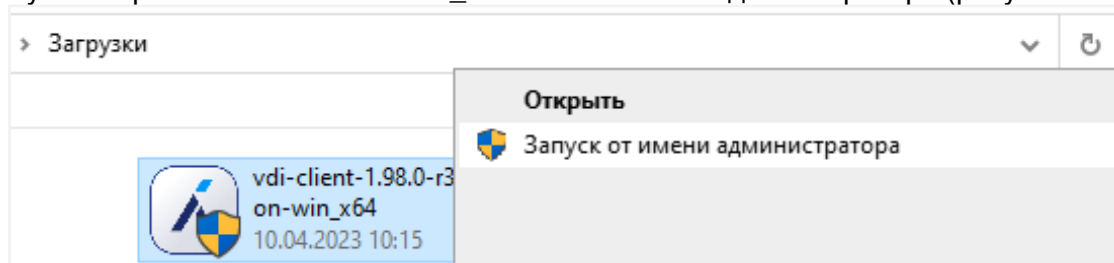 > Загрузки
Открыть
Запуск от имени администратора
vdi-client-1.98.0-r3
on-win_x64
10.04.2023 10:15